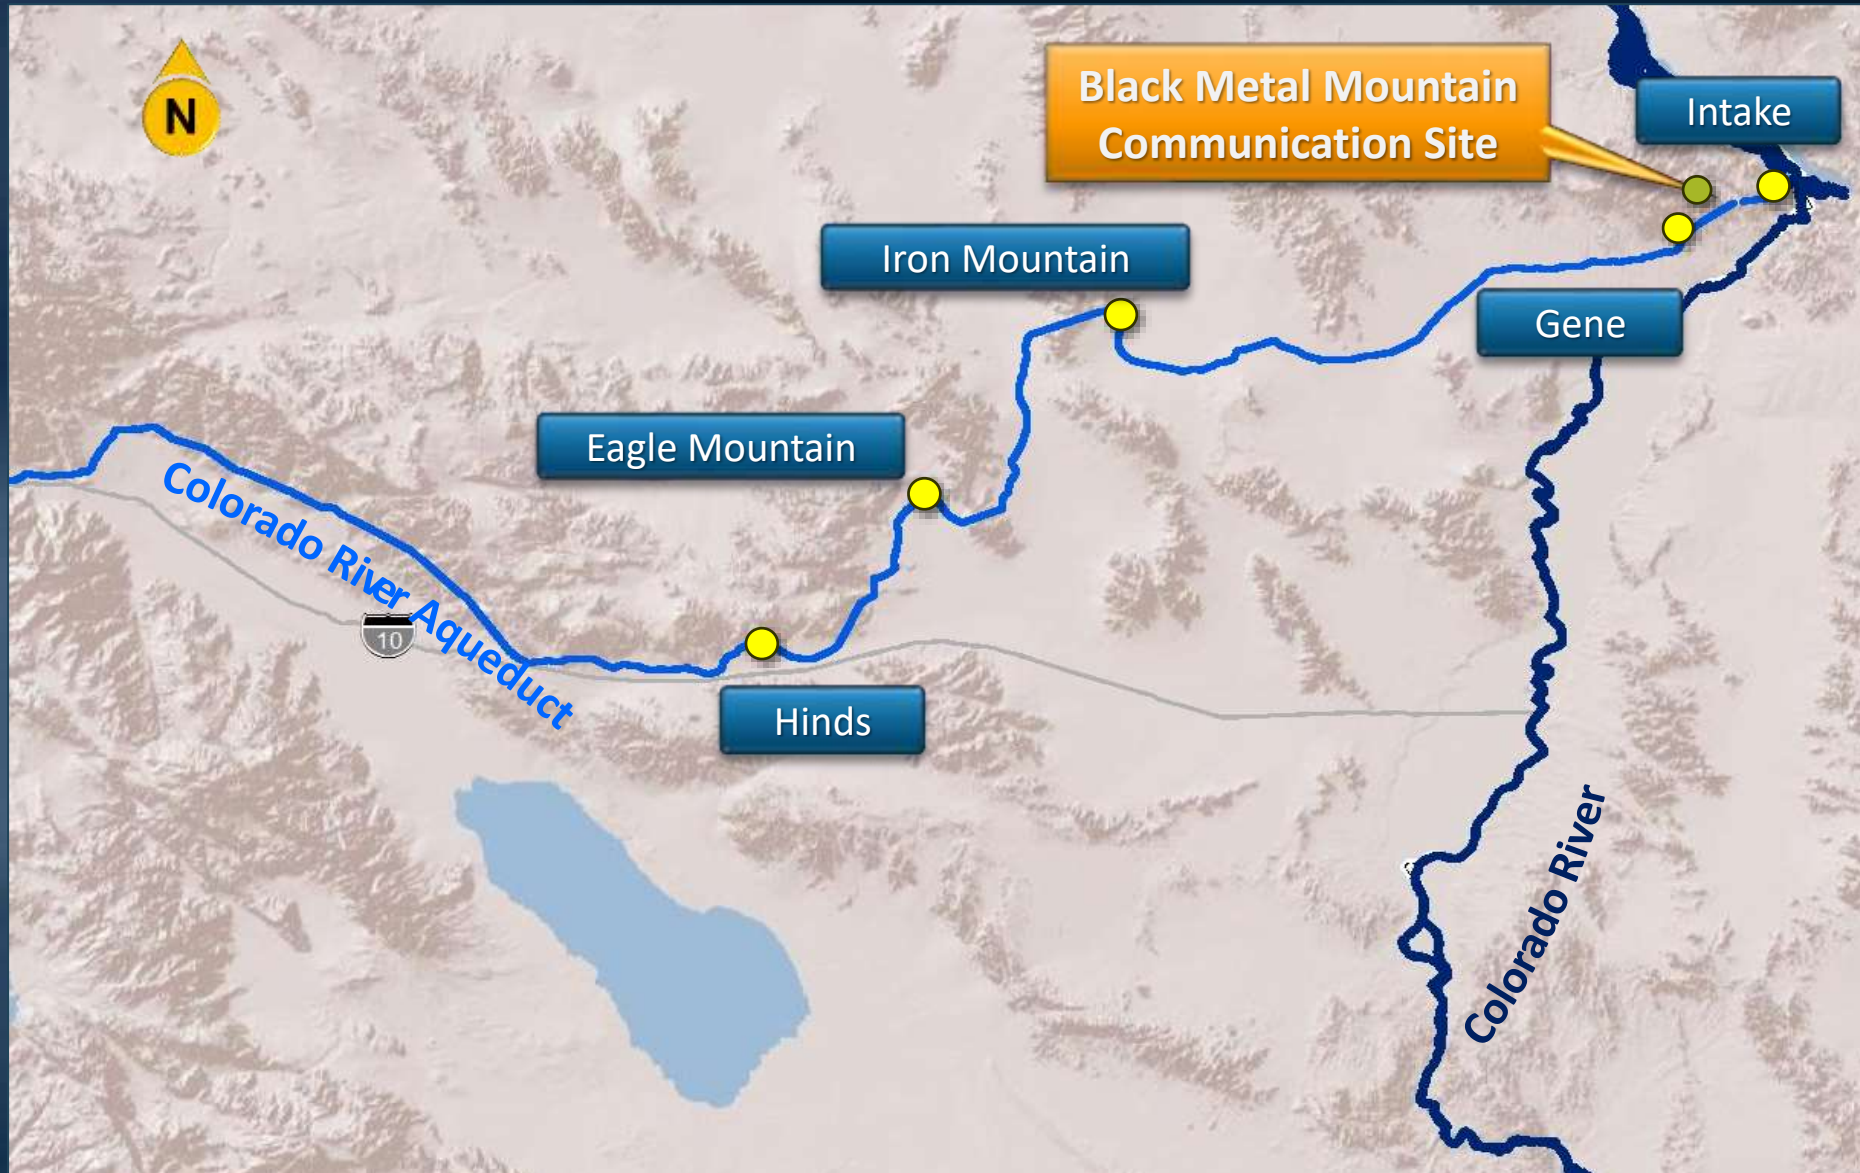 N
Black Metal Mountain
Communication Site
Intake
Iron Mountain
Gene
Eagle Mountain
Colorado River Aqueduct
10
Hinds
Colorado River